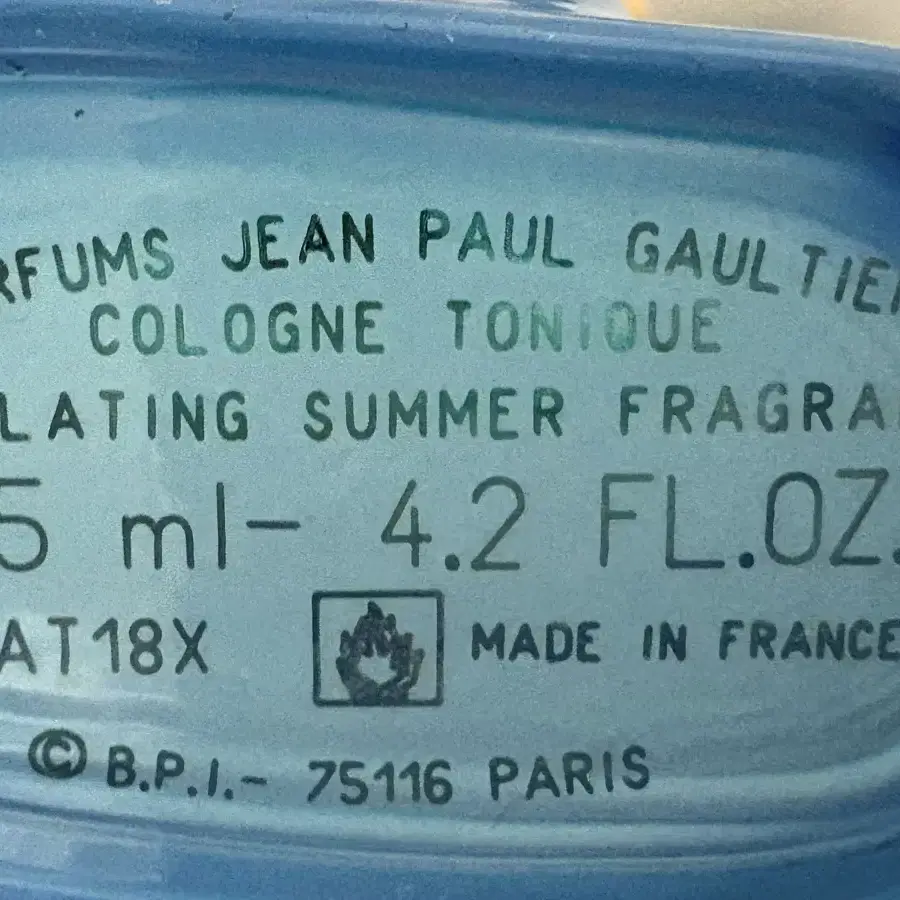 RFUMS JEAN PAUL GAULTIER
COLOGNE TONIQUE
LATING SUMMER FRAGRA
5 ml- 4.2 FL.OZ.
AT18X MADE IN FRANCE
© B.P.I.- 75116 PARIS